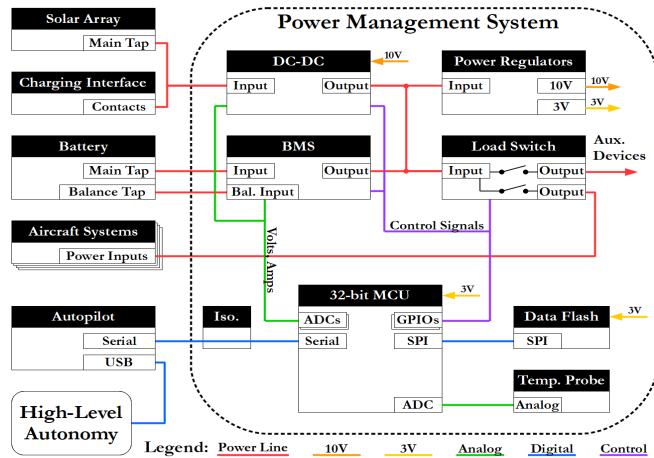 Power Management System
Solar Array
Main Tap
Charging Interface
Contacts
Battery
Main Tap
Balance Tap
Aircraft Systems
Power Inputs
Autopilot
Serial
USB
High-Level
Autonomy
DC-DC
10V
Input
Output
Power Regulators
Input
10V
10V
3V
3V
BMS
Input
Output
Bal. Input
Load Switch
Input
Output
Output
Aux.
Devices
Control Signals
Volts, Amps
Iso.
32-bit MCU
3V
ADCs
GPIOs
Serial
SPI
ADC
Data Flash
3V
SPI
Temp. Probe
Analog
Legend: Power Line 10V 3V Analog Digital Control